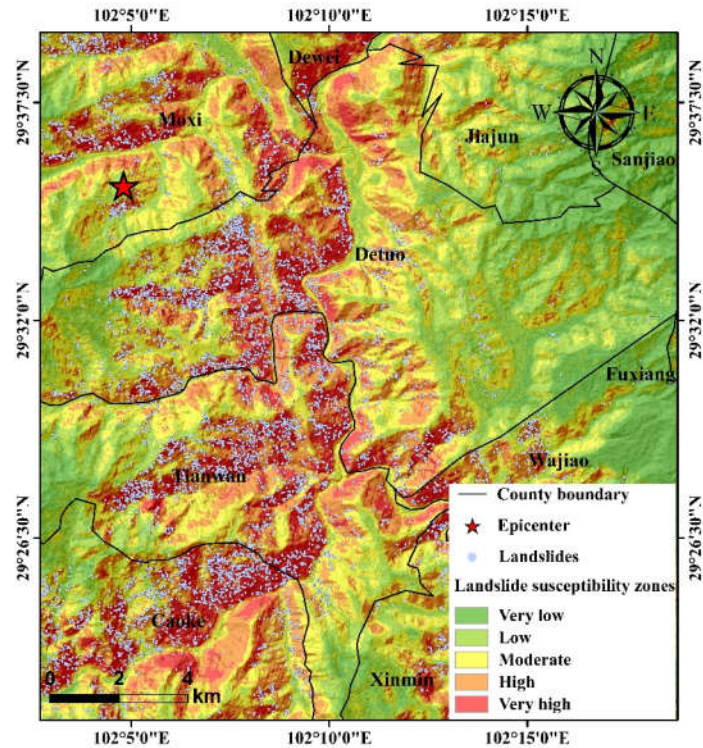 102°5'0"E 102°10'0"E 102°15'0"E
Dewei
N
29°37'30"N
29°37'30"N
Moxi
W
E
Jiajun
S
Sanjiao
Detuo
29°32'0"N
29°32'0"N
Fuxiang
Wajiao
Tianwan
County boundary
Epicenter
Landslides
29°26'30"N
29°26'30"N
Landslide susceptibility zones
Very low
Low
Moderate
High
Very high
Caoke
Xinmin
0 2 4
km
102°5'0"E 102°10'0"E 102°15'0"E